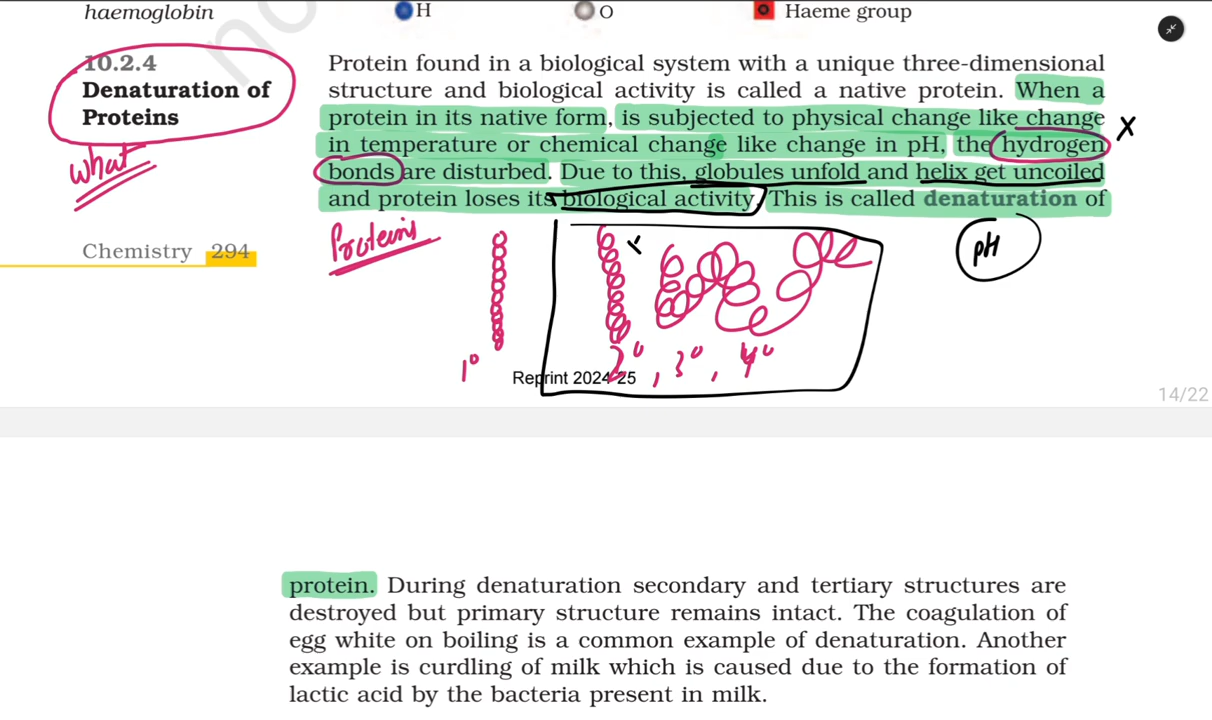 haemoglobin
H
O
Haeme group
10.2.4
Denaturation of
Proteins
What
Protein found in a biological system with a unique three-dimensional
structure and biological activity is called a native protein. When a
protein in its native form, is subjected to physical change like change
in temperature or chemical change like change in pH, the hydrogen
bonds are disturbed. Due to this, globules unfold and helix get uncoiled
and protein loses its biological activity. This is called denaturation of
x
Proteins
x
pH
Chemistry 294
1° 2°, 3°, 4°
Reprint 2024-25
14/22
protein. During denaturation secondary and tertiary structures are
destroyed but primary structure remains intact. The coagulation of
egg white on boiling is a common example of denaturation. Another
example is curdling of milk which is caused due to the formation of
lactic acid by the bacteria present in milk.